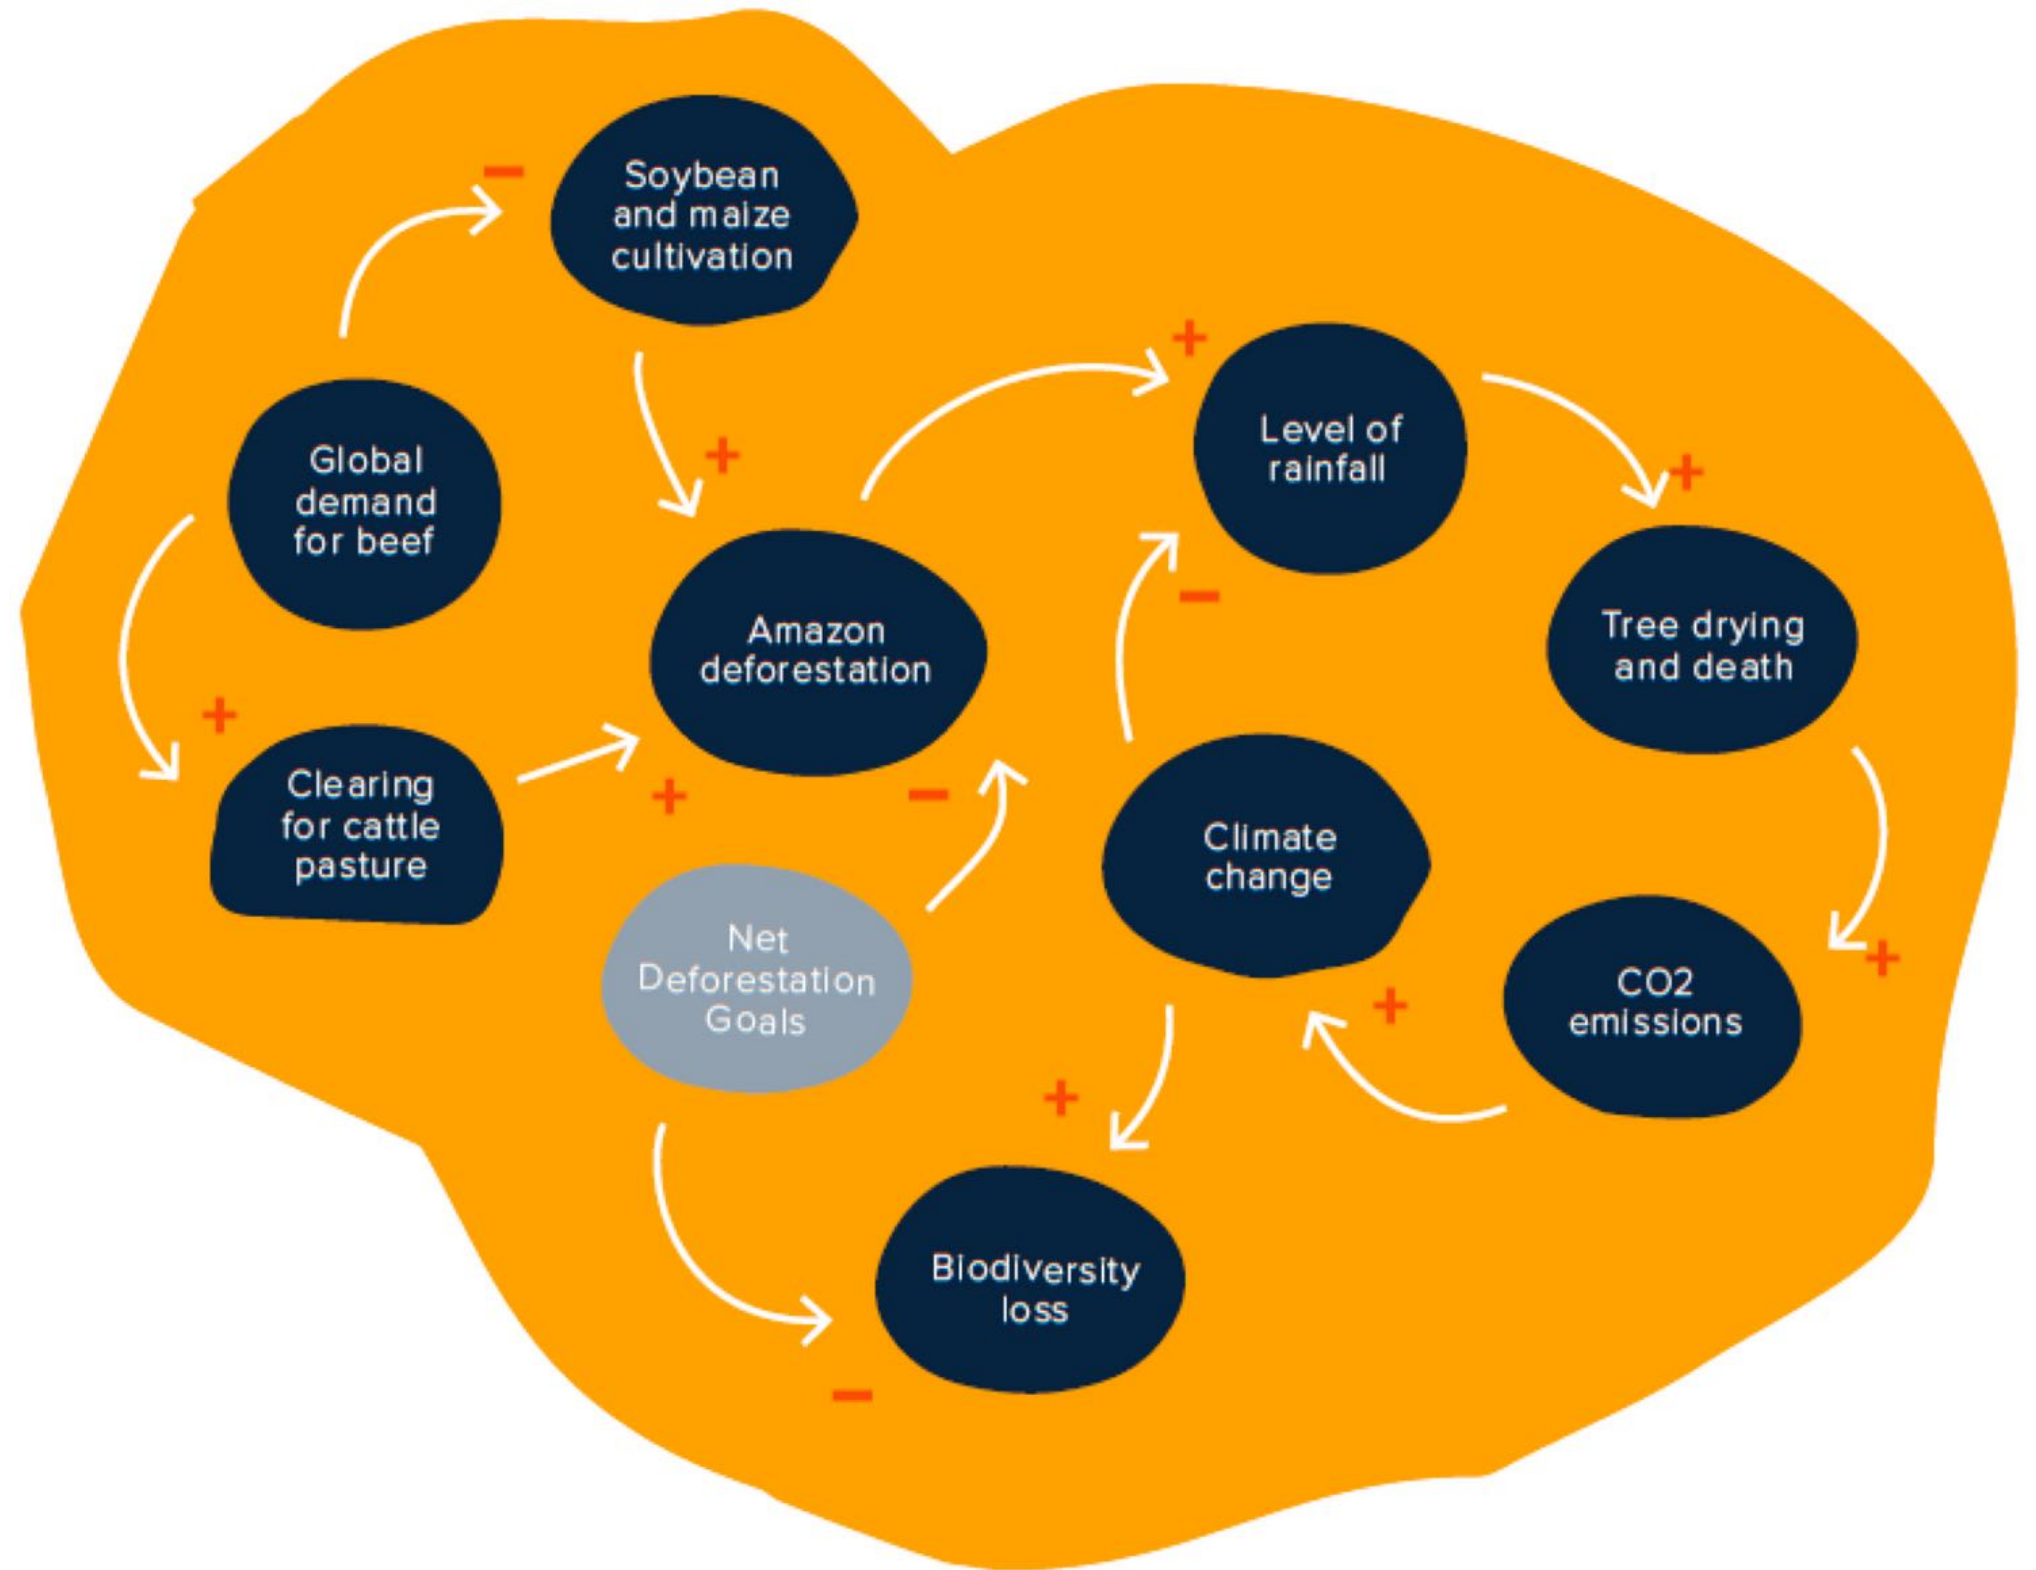 Soybean
and maize
cultivation
Global
demand
for beef
Level of
rainfall
Amazon
deforestation
Tree drying
and death
Clearing
for cattle
pasture
Climate
change
Net
Deforestation
Goals
CO2
emissions
Biodiversity
loss
−
+
+
+
+
+
−
−
+
+
+
−